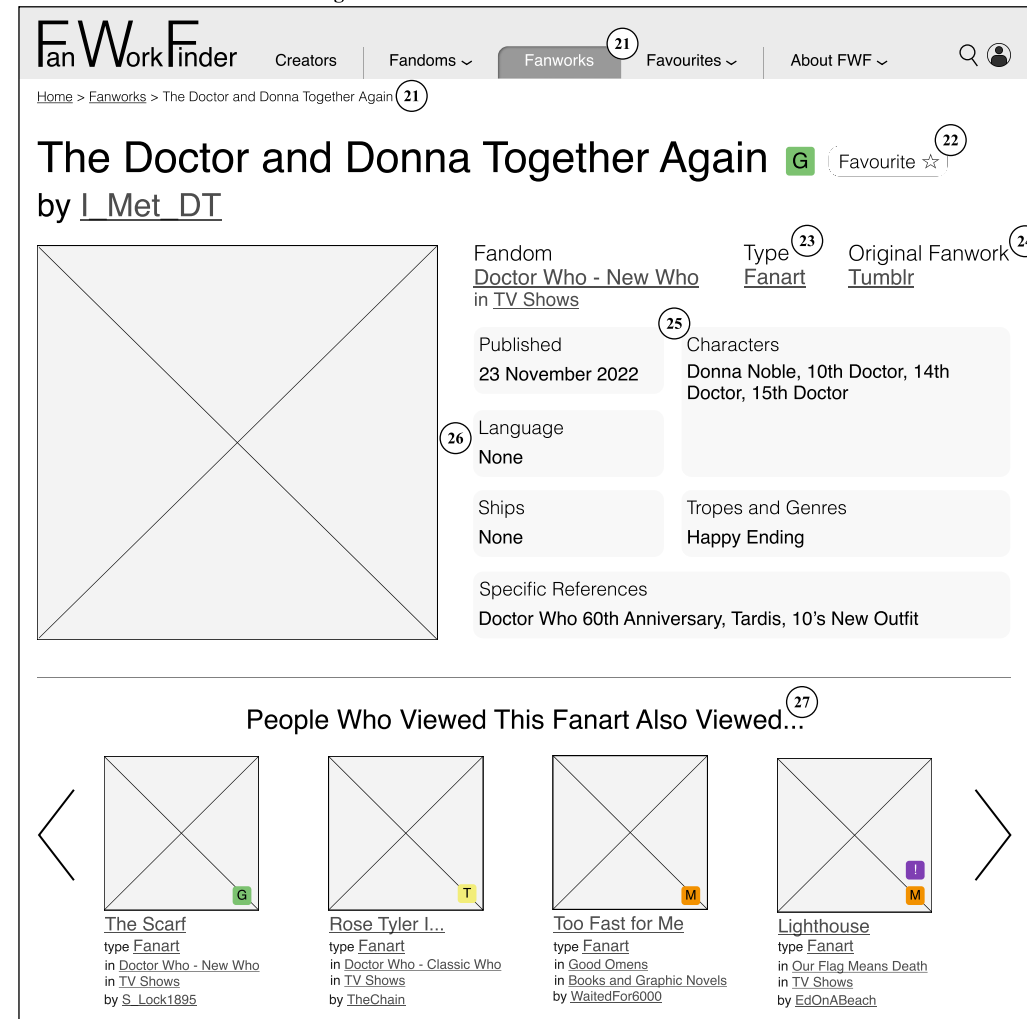 Fan Work Finder
Creators
Fandoms
Fanworks
21
Favourites
About FWF
Home > Fanworks > The Doctor and Donna Together Again
21
The Doctor and Donna Together Again
G
Favourite ☆
22
by I_Met_DT
Fandom
Doctor Who - New Who
in TV Shows
Type
23
Fanart
Original Fanwork
Tumblr
25
Published
23 November 2022
Characters
Donna Noble, 10th Doctor, 14th
Doctor, 15th Doctor
26
Language
None
Ships
None
Tropes and Genres
Happy Ending
Specific References
Doctor Who 60th Anniversary, Tardis, 10's New Outfit
People Who Viewed This Fanart Also Viewed...
27
G
The Scarf
type Fanart
in Doctor Who - New Who
in TV Shows
by S_Lock1895
T
Rose Tyler I...
type Fanart
in Doctor Who - Classic Who
in TV Shows
by TheChain
M
Too Fast for Me
type Fanart
in Good Omens
in Books and Graphic Novels
by WaitedFor6000
!
M
Lighthouse
type Fanart
in Our Flag Means Death
in TV Shows
by EdOnABeach